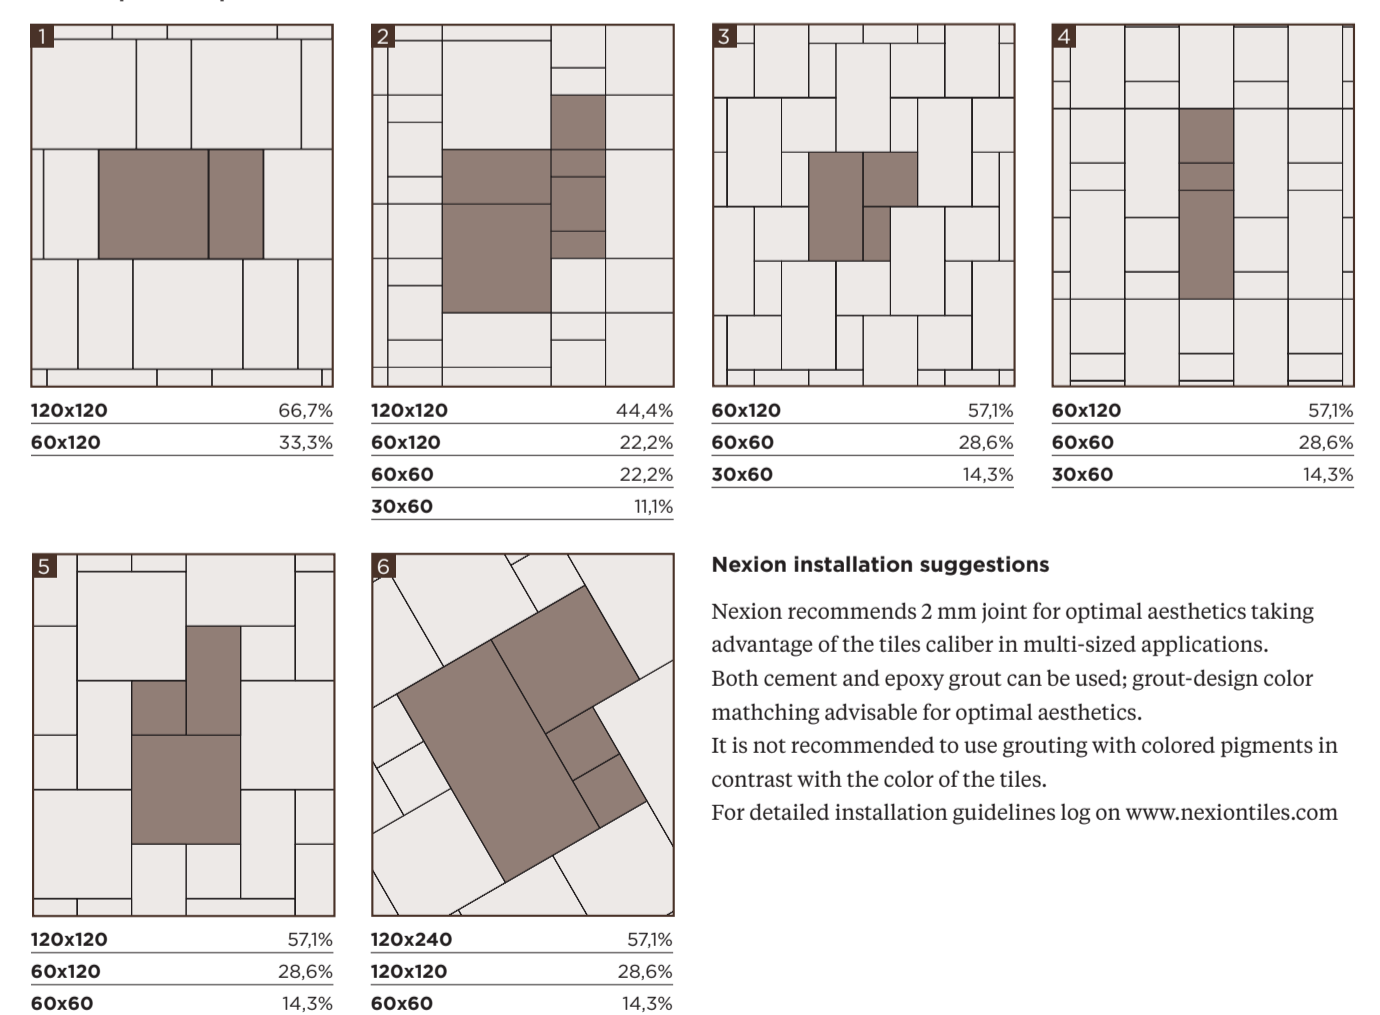 1
2
3
4
120x120 66,7%
60x120 33,3%
120x120 44,4%
60x120 22,2%
60x60 22,2%
30x60 11,1%
60x120 57,1%
60x60 28,6%
30x60 14,3%
60x120 57,1%
60x60 28,6%
30x60 14,3%
5
6
120x120 57,1%
60x120 28,6%
60x60 14,3%
120x240 57,1%
120x120 28,6%
60x60 14,3%
Nexion installation suggestions
Nexion recommends 2 mm joint for optimal aesthetics taking
advantage of the tiles caliber in multi-sized applications.
Both cement and epoxy grout can be used; grout-design color
mathching advisable for optimal aesthetics.
It is not recommended to use grouting with colored pigments in
contrast with the color of the tiles.
For detailed installation guidelines log on www.nexiontiles.com